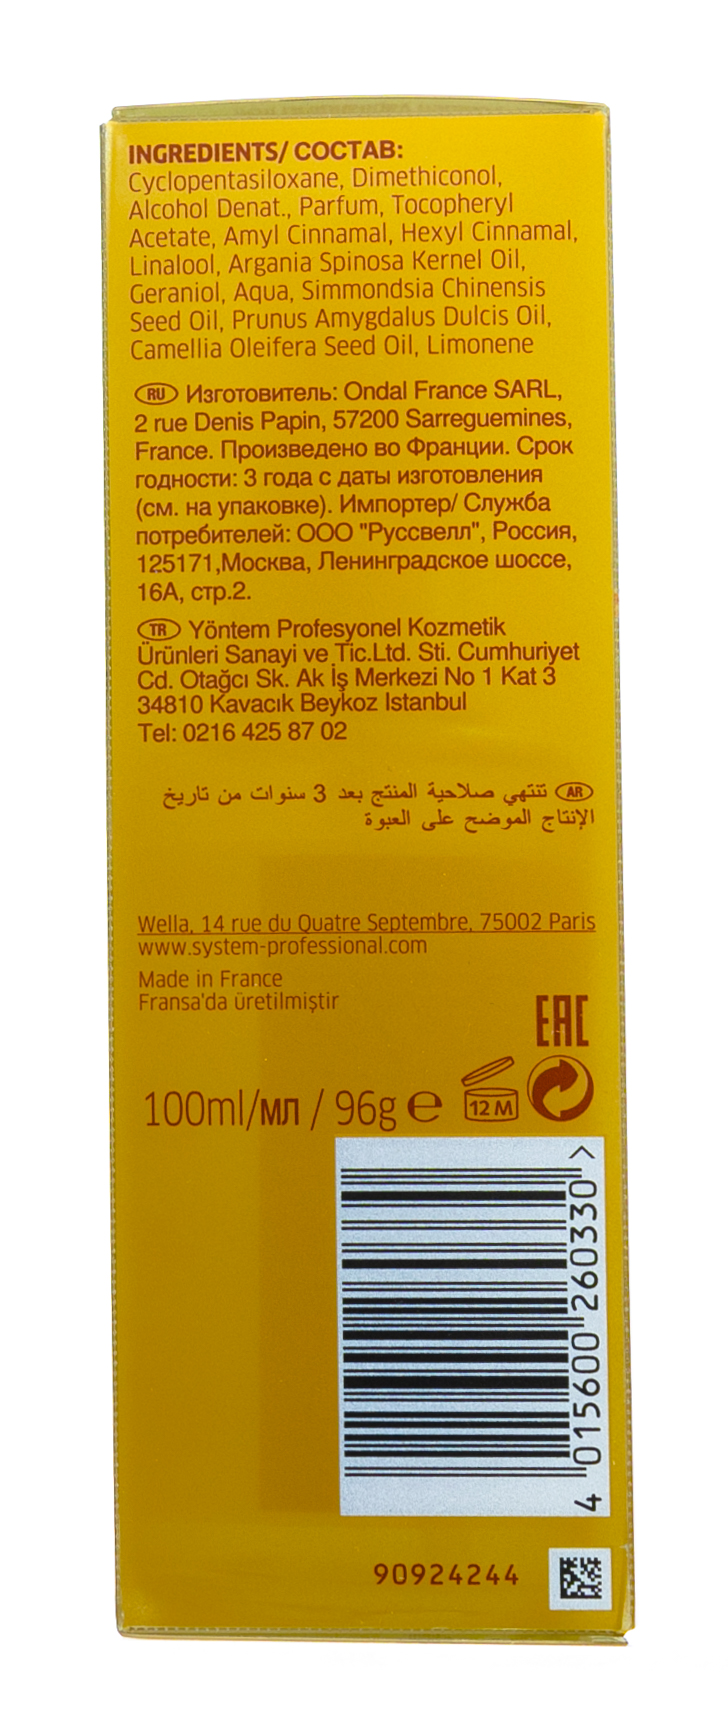 INGREDIENTS/ СОСТАВ:
Cyclopentasiloxane, Dimethiconol,
Alcohol Denat., Parfum, Tocopheryl
Acetate, Amyl Cinnamal, Hexyl Cinnamal,
Linalool, Argania Spinosa Kernel Oil,
Geraniol, Aqua, Simmondsia Chinensis
Seed Oil, Prunus Amygdalus Dulcis Oil,
Camellia Oleifera Seed Oil, Limonene
RU Изготовитель: Ondal France SARL,
2 rue Denis Papin, 57200 Sarreguemines,
France. Произведено во Франции. Срок
годности: 3 года с даты изготовления
(см. на упаковке). Импортер/ Служба
потребителей: ООО "Руссвелл", Россия,
125171,Москва, Ленинградское шоссе,
16А, стр.2.
TR Yöntem Profesyonel Kozmetik
Ürünleri Sanayi ve Tic.Ltd. Sti. Cumhuriyet
Cd. Otağcı Sk. Ak İş Merkezi No 1 Kat 3
34810 Kavacık Beykoz Istanbul
Tel: 0216 425 87 02
AR تنتهي صلاحية المنتج بعد 3 سنوات من تاريخ
الإنتاج الموضح على العبوة
Wella, 14 rue du Quatre Septembre, 75002 Paris
www.system-professional.com
Made in France
Fransa'da üretilmiştir
EAC
100ml/мл / 96g e
12 M
4 015600 260330 >
90924244